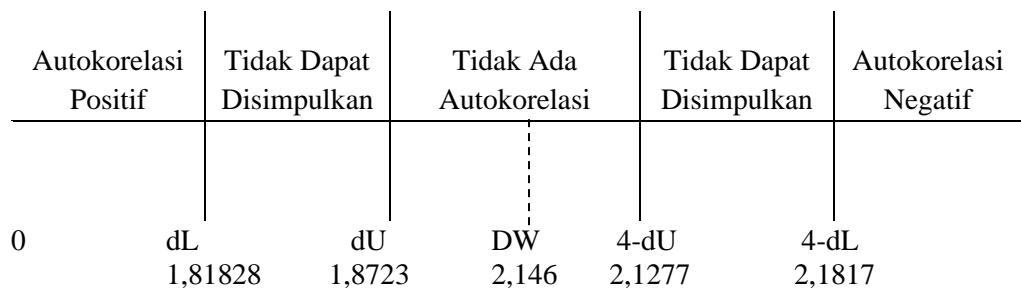 Autokorelasi Positif
Tidak Dapat Disimpulkan
Tidak Ada Autokorelasi
Tidak Dapat Disimpulkan
Autokorelasi Negatif
0 dL dU DW 4-dU 4-dL
1,81828 1,8723 2,146 2,1277 2,1817